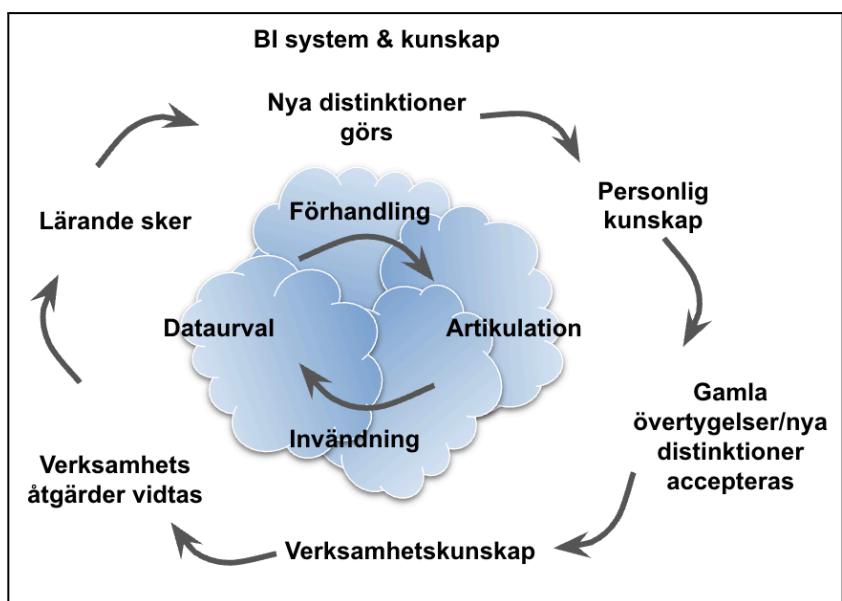 BI system & kunskap
Nya distinktioner
görs
Personlig
kunskap
Gamla
övertygelser/nya
distinktioner
accepteras
Verksamhetskunskap
Verksamhets
åtgärder vidtas
Lärande sker
Förhandling
Artikulation
Invändning
Dataurval